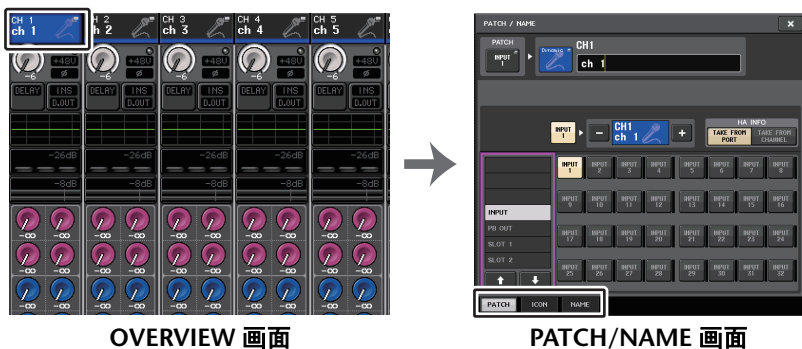 CH 1 CH 2 CH 3 CH 4 CH 5
ch 1 ch 2 ch 3 ch 4 ch 5
+48V +48V +48V +48V +48V
-6 Ø -6 Ø -6 Ø -6 Ø -6 Ø
DELAY INS DELAY INS DELAY INS DELAY INS DELAY INS
D.OUT D.OUT D.OUT D.OUT D.OUT
-26dB -26dB -26dB -26dB -26dB
-8dB -8dB -8dB -8dB -8dB
-∞ -∞ -∞ -∞ -∞ -∞ -∞ -∞ -∞ -∞
-∞ -∞ -∞ -∞ -∞ -∞ -∞ -∞ -∞ -∞
-∞ -∞ -∞ -∞ -∞ -∞ -∞ -∞ -∞ -∞
OVERVIEW 画面
PATCH / NAME ×
PATCH
INPUT 1
Dynamic
CH1
ch 1
INPUT 1
−
CH1
ch 1
+
HA INFO
TAKE FROM PORT
TAKE FROM CHANNEL
INPUT
PB OUT
SLOT 1
SLOT 2
INPUT 1 INPUT 2 INPUT 3 INPUT 4 INPUT 5 INPUT 6 INPUT 7 INPUT 8
INPUT 9 INPUT 10 INPUT 11 INPUT 12 INPUT 13 INPUT 14 INPUT 15 INPUT 16
INPUT 17 INPUT 18 INPUT 19 INPUT 20 INPUT 21 INPUT 22 INPUT 23 INPUT 24
INPUT 25 INPUT 26 INPUT 27 INPUT 28 INPUT 29 INPUT 30 INPUT 31 INPUT 32
PATCH ICON NAME
PATCH/NAME 画面